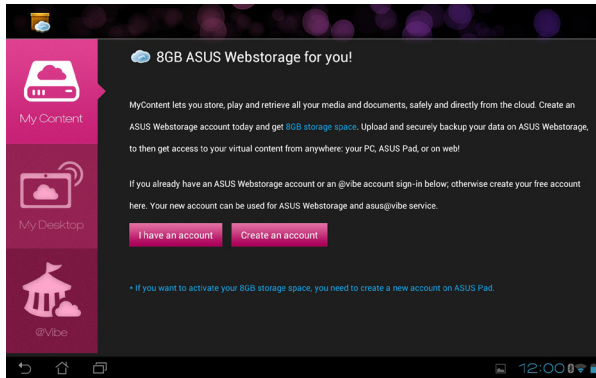 8GB ASUS Webstorage for you!
My Content
MyContent lets you store, play and retrieve all your media and documents, safely and directly from the cloud. Create an
ASUS Webstorage account today and get 8GB storage space. Upload and securely backup your data on ASUS Webstorage,
to then get access to your virtual content from anywhere: your PC, ASUS Pad, or on web!
If you already have an ASUS Webstorage account or an @vibe account sign-in below; otherwise create your free account
here. Your new account can be used for ASUS Webstorage and asus@vibe service.
My Desktop
I have an account
Create an account
* If you want to activate your 8GB storage space, you need to create a new account on ASUS Pad.
@Vibe
12:00